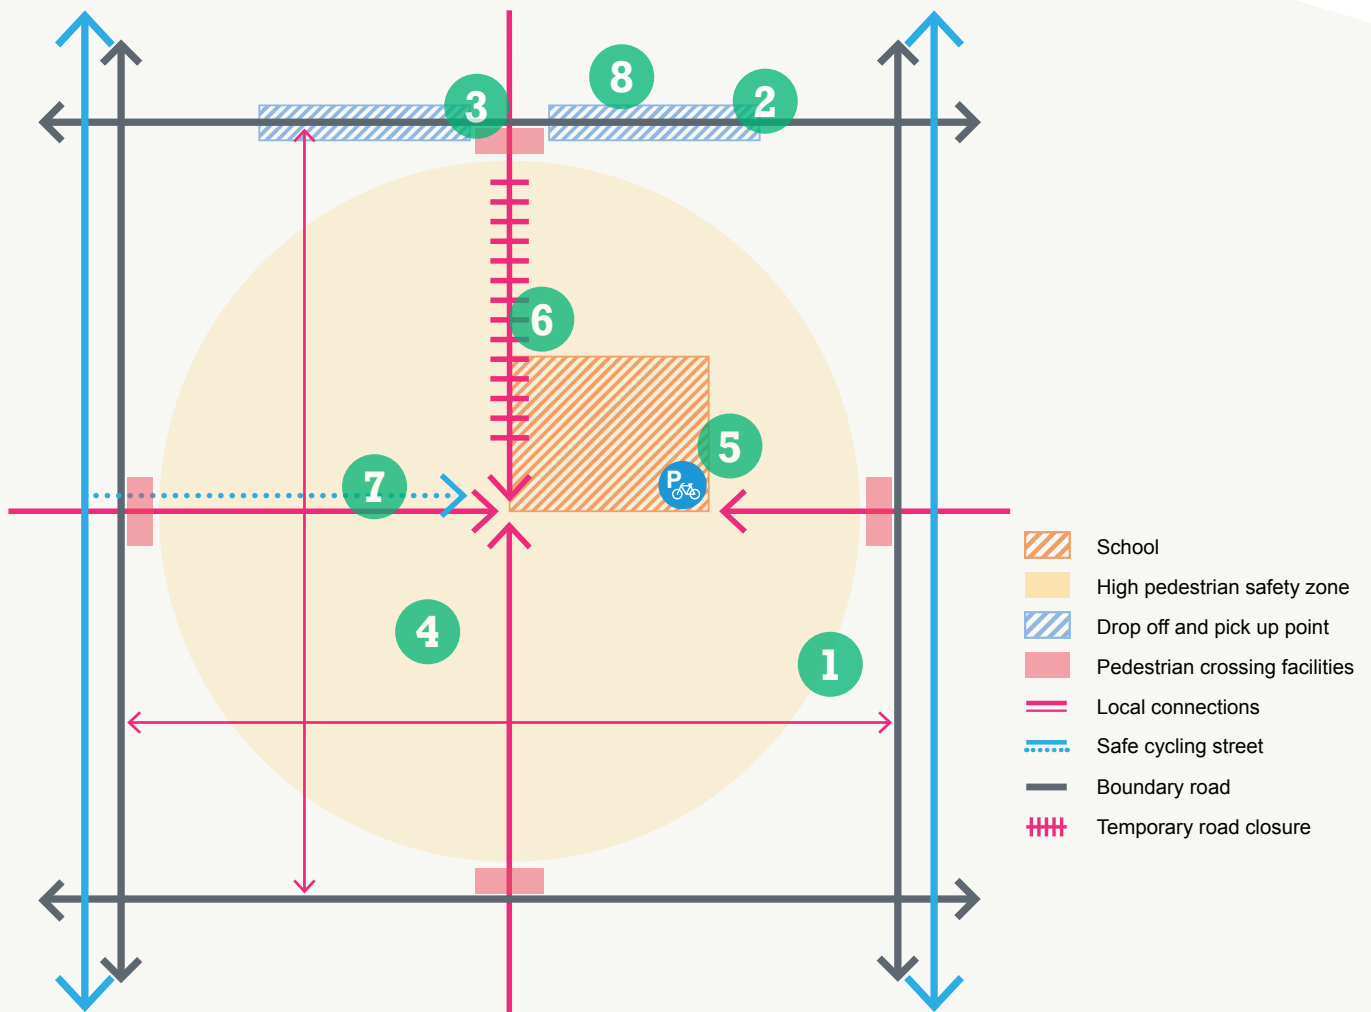 8
2
3
6
5
P
7
4
1
School
High pedestrian safety zone
Drop off and pick up point
Pedestrian crossing facilities
Local connections
Safe cycling street
Boundary road
Temporary road closure